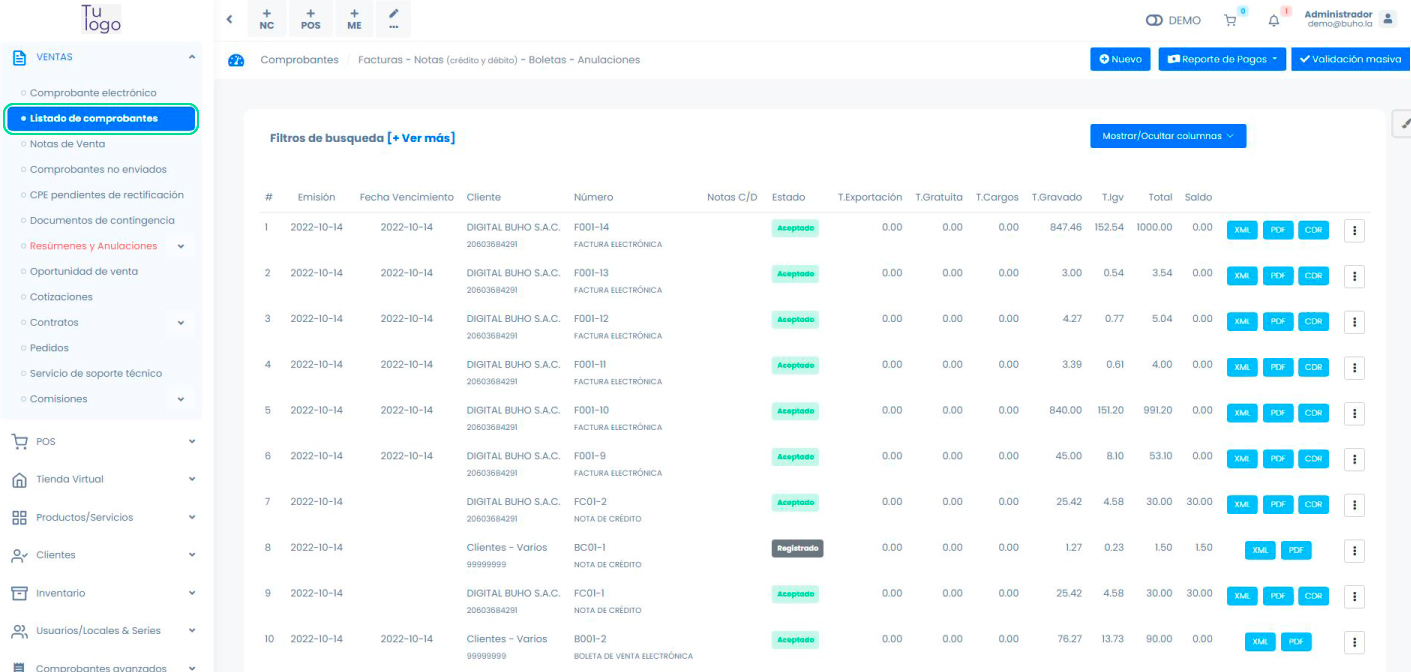 Tu
logo
VENTAS
Comprobante electrónico
Listado de comprobantes
Notas de Venta
Comprobantes no enviados
CPE pendientes de rectificación
Documentos de contingencia
Resúmenes y Anulaciones
Oportunidad de venta
Cotizaciones
Contratos
Pedidos
Servicio de soporte técnico
Comisiones
POS
Tienda Virtual
Productos/Servicios
Clientes
Inventario
Usuarios/Locales & Series
Comprobantes avanzados
+ NC + POS + ME ...
DEMO 0 1 Administrador
demo@buho.la
Comprobantes / Facturas - Notas (crédito y débito) - Boletas - Anulaciones Nuevo Reporte de Pagos Validación masiva
Filtros de busqueda [+ Ver más] Mostrar/Ocultar columnas
# Emisión Fecha Vencimiento Cliente Número Notas C/D Estado T.Exportación T.Gratuita T.Cargos T.Gravado T.Igv Total Saldo
1 2022-10-14 2022-10-14 DIGITAL BUHO S.A.C. F001-14 Aceptado 0.00 0.00 0.00 847.46 152.54 1000.00 0.00 XML PDF CDR
20603684291 FACTURA ELECTRÓNICA
2 2022-10-14 2022-10-14 DIGITAL BUHO S.A.C. F001-13 Aceptado 0.00 0.00 0.00 3.00 0.54 3.54 0.00 XML PDF CDR
20603684291 FACTURA ELECTRÓNICA
3 2022-10-14 2022-10-14 DIGITAL BUHO S.A.C. F001-12 Aceptado 0.00 0.00 0.00 4.27 0.77 5.04 0.00 XML PDF CDR
20603684291 FACTURA ELECTRÓNICA
4 2022-10-14 2022-10-14 DIGITAL BUHO S.A.C. F001-11 Aceptado 0.00 0.00 0.00 3.39 0.61 4.00 0.00 XML PDF CDR
20603684291 FACTURA ELECTRÓNICA
5 2022-10-14 2022-10-14 DIGITAL BUHO S.A.C. F001-10 Aceptado 0.00 0.00 0.00 840.00 151.20 991.20 0.00 XML PDF CDR
20603684291 FACTURA ELECTRÓNICA
6 2022-10-14 2022-10-14 DIGITAL BUHO S.A.C. F001-9 Aceptado 0.00 0.00 0.00 45.00 8.10 53.10 0.00 XML PDF CDR
20603684291 FACTURA ELECTRÓNICA
7 2022-10-14 DIGITAL BUHO S.A.C. FC01-2 Aceptado 0.00 0.00 0.00 25.42 4.58 30.00 30.00 XML PDF CDR
20603684291 NOTA DE CRÉDITO
8 2022-10-14 Clientes - Varios BC01-1 Registrado 0.00 0.00 0.00 1.27 0.23 1.50 1.50 XML PDF
99999999 NOTA DE CRÉDITO
9 2022-10-14 DIGITAL BUHO S.A.C. FC01-1 Aceptado 0.00 0.00 0.00 25.42 4.58 30.00 30.00 XML PDF CDR
20603684291 NOTA DE CRÉDITO
10 2022-10-14 2022-10-14 Clientes - Varios B001-2 Aceptado 0.00 0.00 0.00 76.27 13.73 90.00 0.00 XML PDF
99999999 BOLETA DE VENTA ELECTRÓNICA